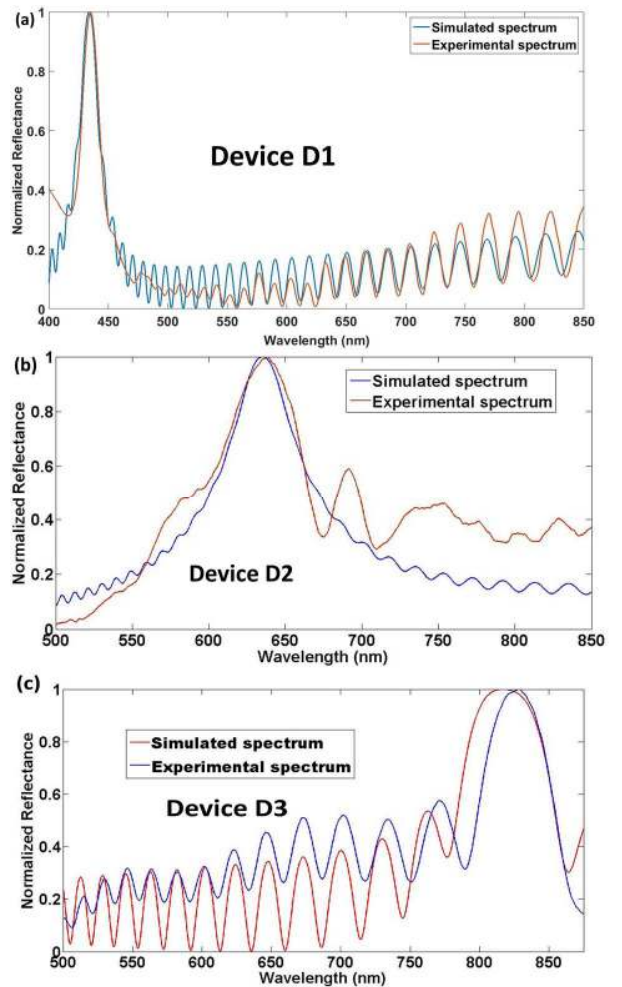 (a)
1
0.8
0.6
0.4
0.2
0
Normalized Reflectance
Simulated spectrum
Experimental spectrum
Device D1
400 450 500 550 600 650 700 750 800 850
Wavelength (nm)
(b)
1
0.8
0.6
0.4
0.2
0
Normalized Reflectance
Simulated spectrum
Experimental spectrum
Device D2
500 550 600 650 700 750 800 850
Wavelength (nm)
(c)
1
0.8
0.6
0.4
0.2
0
Normalized Reflectance
Simulated spectrum
Experimental spectrum
Device D3
500 550 600 650 700 750 800 850
Wavelength (nm)